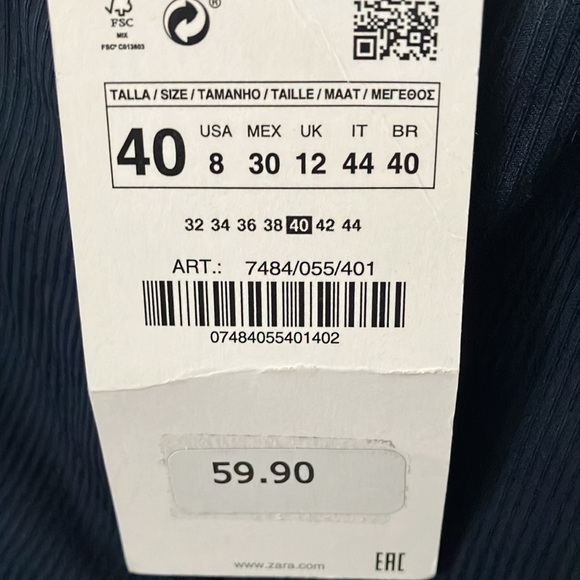 FSC
MIX
FSC® C013803
®
TALLA / SIZE / TAMANHO / TAILLE / MAAT / ΜΕΓΕΘΟΣ
40
USA MEX UK IT BR
8 30 12 44 40
32 34 36 38 40 42 44
ART.: 7484/055/401
07484055401402
59.90
www.zara.com EAC